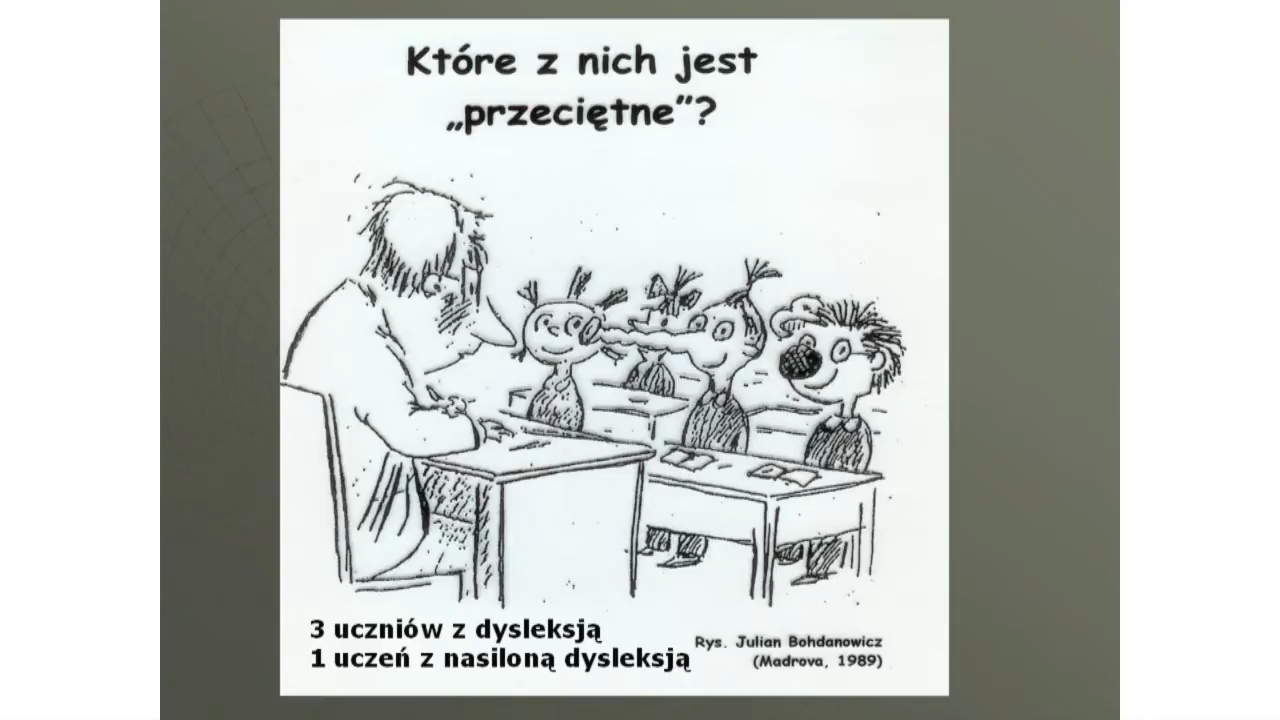 Które z nich jest
„przeciętne”?
3 uczniów z dysleksją
1 uczeń z nasiloną dysleksją
Rys. Julian Bohdanowicz
(Madrova, 1989)